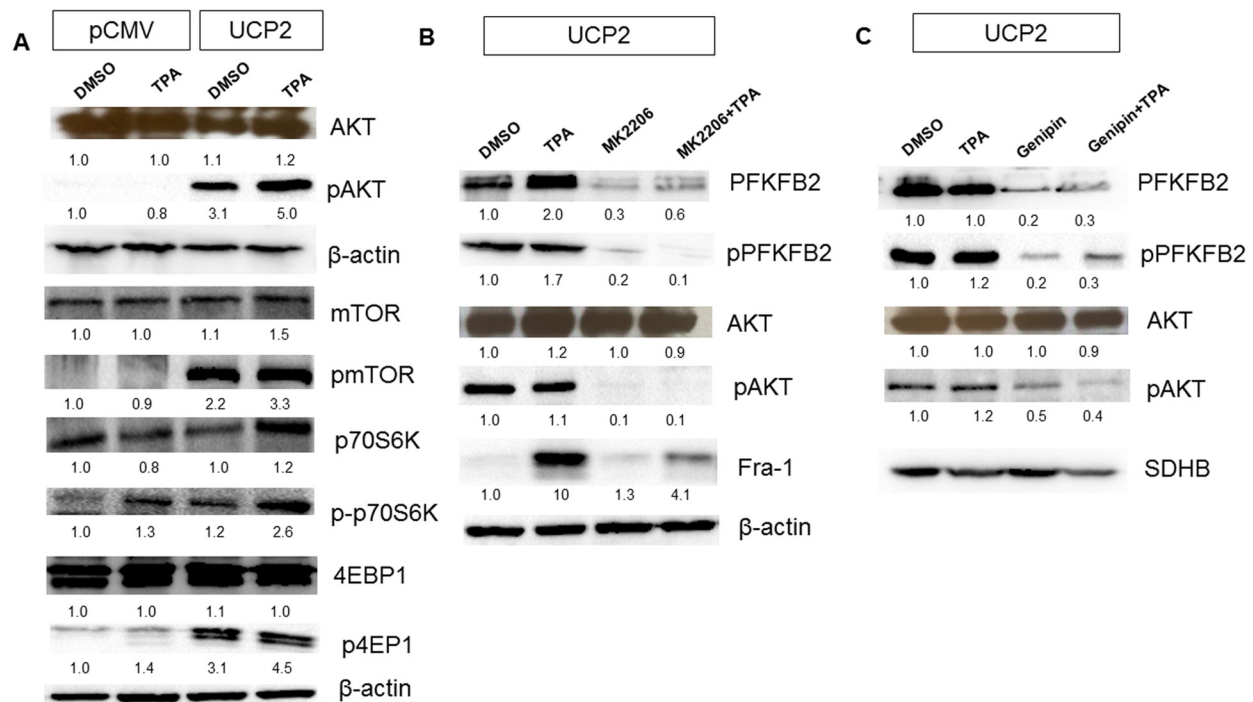 A
pCMV UCP2
DMSO TPA DMSO TPA
AKT
1.0 1.0 1.1 1.2
pAKT
1.0 0.8 3.1 5.0
β-actin
mTOR
1.0 1.0 1.1 1.5
pmTOR
1.0 0.9 2.2 3.3
p70S6K
1.0 0.8 1.0 1.2
p-p70S6K
1.0 1.3 1.2 2.6
4EBP1
1.0 1.0 1.1 1.0
p4EP1
1.0 1.4 3.1 4.5
β-actin
B
UCP2
DMSO TPA MK2206 MK2206+TPA
PFKFB2
1.0 2.0 0.3 0.6
pPFKFB2
1.0 1.7 0.2 0.1
AKT
1.0 1.2 1.0 0.9
pAKT
1.0 1.1 0.1 0.1
Fra-1
1.0 10 1.3 4.1
β-actin
C
UCP2
DMSO TPA Genipin Genipin+TPA
PFKFB2
1.0 1.0 0.2 0.3
pPFKFB2
1.0 1.2 0.2 0.3
AKT
1.0 1.0 1.0 0.9
pAKT
1.0 1.2 0.5 0.4
SDHB